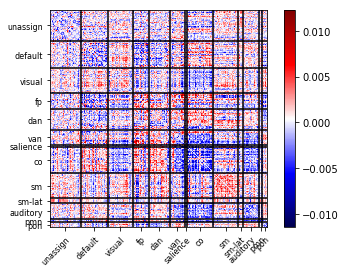 unassign
default
visual
fp
dan
van
salience
co
sm
sm-lat
auditory
pon
unassign
default
visual
fp
dan
van
salience
co
sm
sm-lat
auditory
0.010
0.005
0.000
−0.005
−0.010